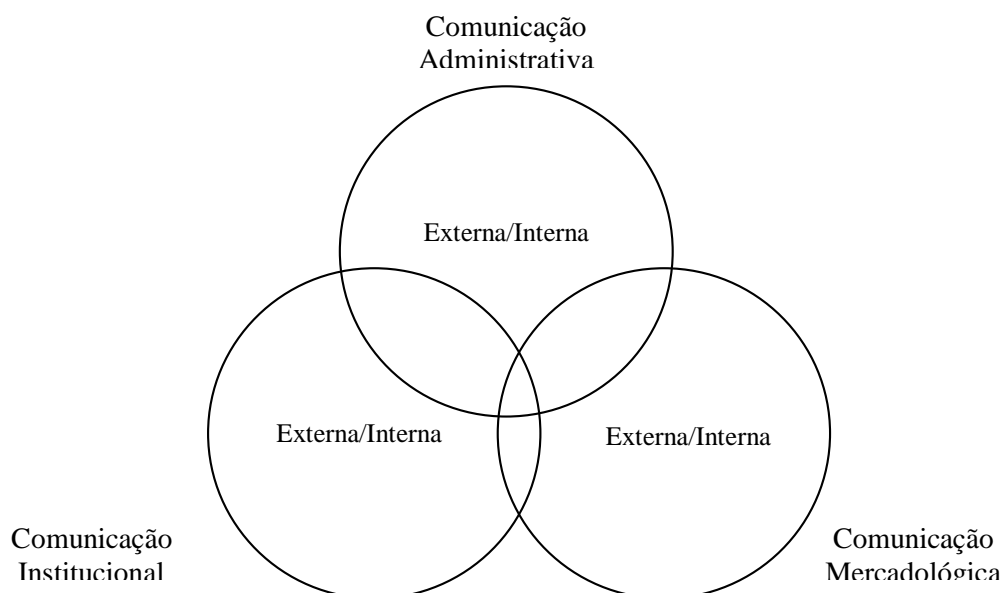 Comunicação
Administrativa
Externa/Interna
Externa/Interna
Externa/Interna
Comunicação
Institucional
Comunicação
Mercadológica